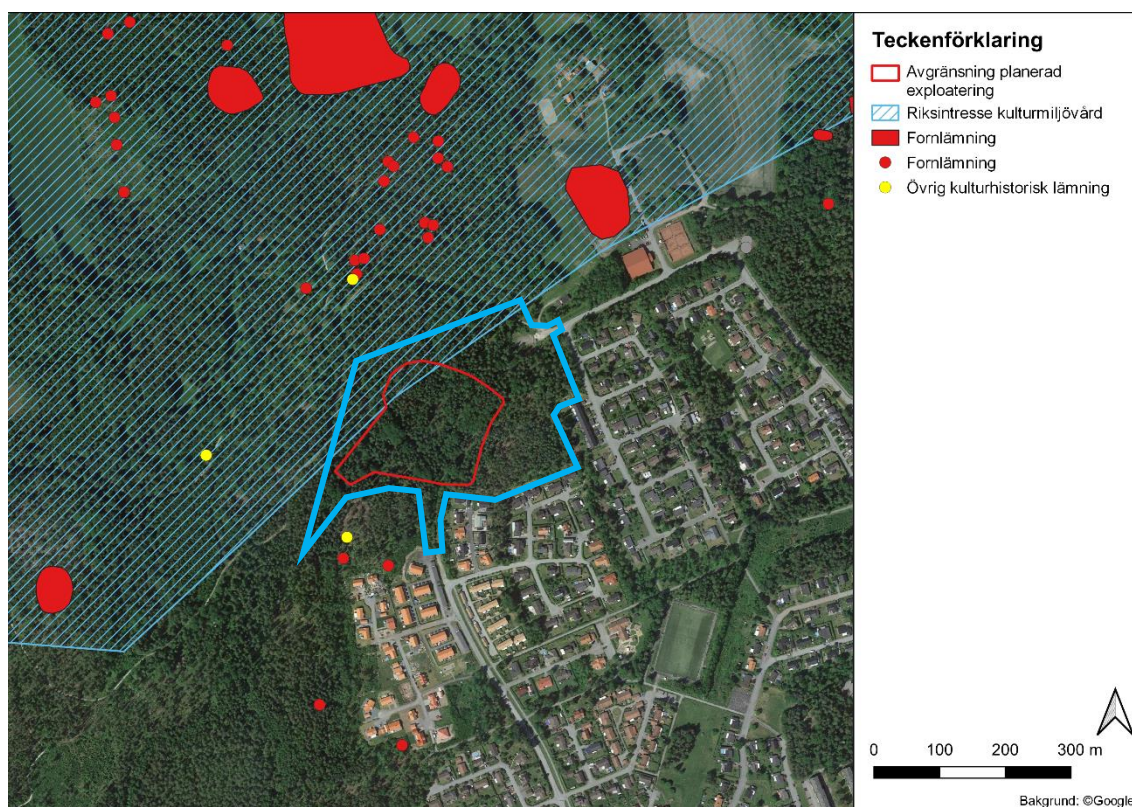 Teckenförklaring
Avgränsning planerad
exploatering
Riksintresse kulturmiljövård
Fornlämning
Fornlämning
Övrig kulturhistorisk lämning
0 100 200 300 m
Bakgrund: ©Google